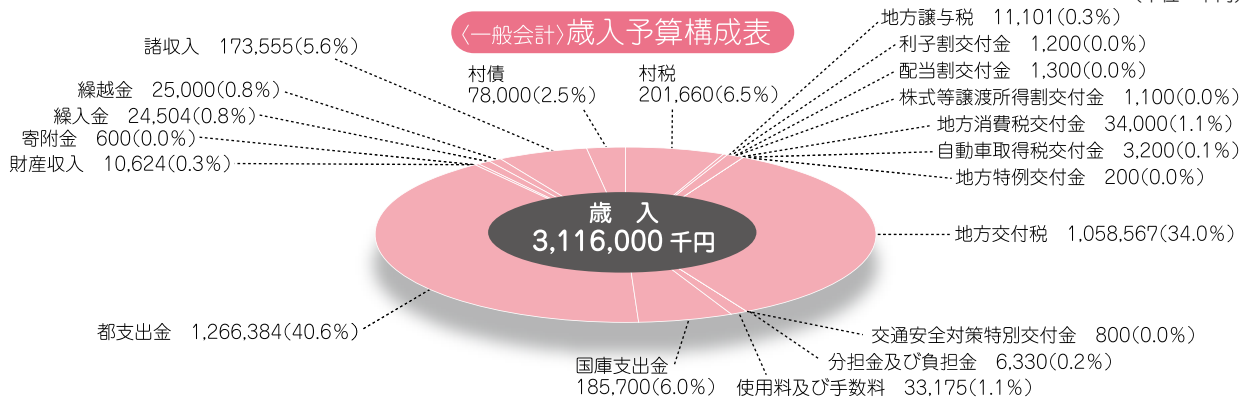 〈一般会計〉歳入予算構成表
地方譲与税 11,101(0.3%)
利子割交付金 1,200(0.0%)
配当割交付金 1,300(0.0%)
株式等譲渡所得割交付金 1,100(0.0%)
地方消費税交付金 34,000(1.1%)
自動車取得税交付金 3,200(0.1%)
地方特例交付金 200(0.0%)
地方交付税 1,058,567(34.0%)
交通安全対策特別交付金 800(0.0%)
分担金及び負担金 6,330(0.2%)
使用料及び手数料 33,175(1.1%)
国庫支出金
185,700(6.0%)
都支出金 1,266,384(40.6%)
財産収入 10,624(0.3%)
寄附金 600(0.0%)
繰入金 24,504(0.8%)
繰越金 25,000(0.8%)
諸収入 173,555(5.6%)
村債
78,000(2.5%)
村税
201,660(6.5%)
歳 入
3,116,000 千円